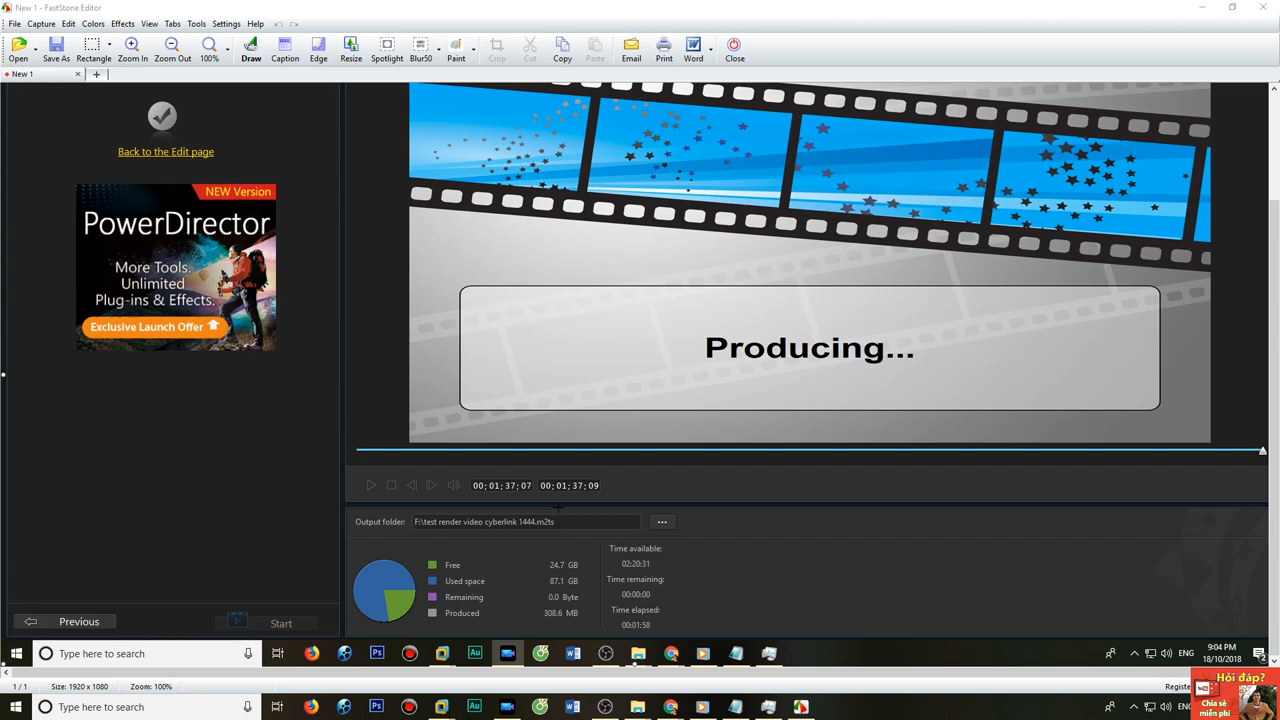 New 1 - FastStone Editor
File Capture Edit Colors Effects View Tabs Tools Settings Help
Open Save As Rectangle Zoom In Zoom Out 100% Draw Caption Edge Resize Spotlight Blur50 Paint Crop Cut Copy Paste Email Print Word Close
New 1
Back to the Edit page
NEW Version
PowerDirector
More Tools.
Unlimited
Plug-ins & Effects.
Exclusive Launch Offer
Producing...
00; 01; 37; 07 00; 01; 37; 09
Output folder: F:\test render video cyberlink 1444.m2ts
Free 24.7 GB
Used space 87.1 GB
Remaining 0.0 Byte
Produced 308.6 MB
Time available:
02:20:31
Time remaining:
00:00:00
Time elapsed:
00:01:58
Previous
Start
Type here to search
ENG
9:04 PM
18/10/2018
1 / 1 Size: 1920 x 1080 Zoom: 100%
Registe
Hỏi đáp?
Chia sẻ
miễn phí
Type here to search
ENG